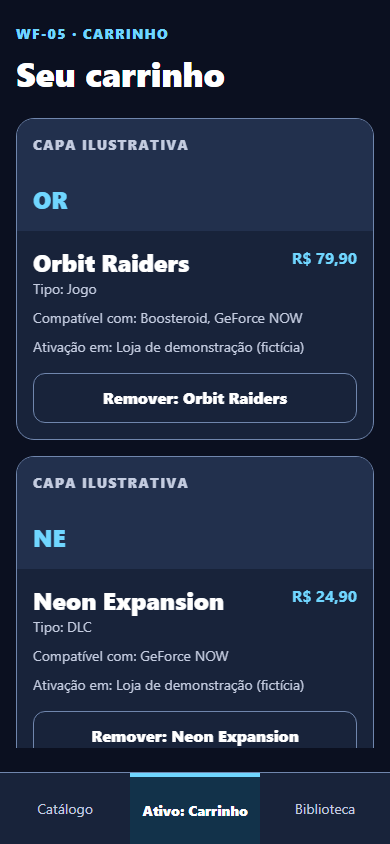 WF-05 · CARRINHO
Seu carrinho
CAPA ILUSTRATIVA
OR
Orbit Raiders
R$ 79,90
Tipo: Jogo
Compatível com: Boosteroid, GeForce NOW
Ativação em: Loja de demonstração (fictícia)
Remover: Orbit Raiders
CAPA ILUSTRATIVA
NE
Neon Expansion
R$ 24,90
Tipo: DLC
Compatível com: GeForce NOW
Ativação em: Loja de demonstração (fictícia)
Remover: Neon Expansion
Catálogo
Ativo: Carrinho
Biblioteca